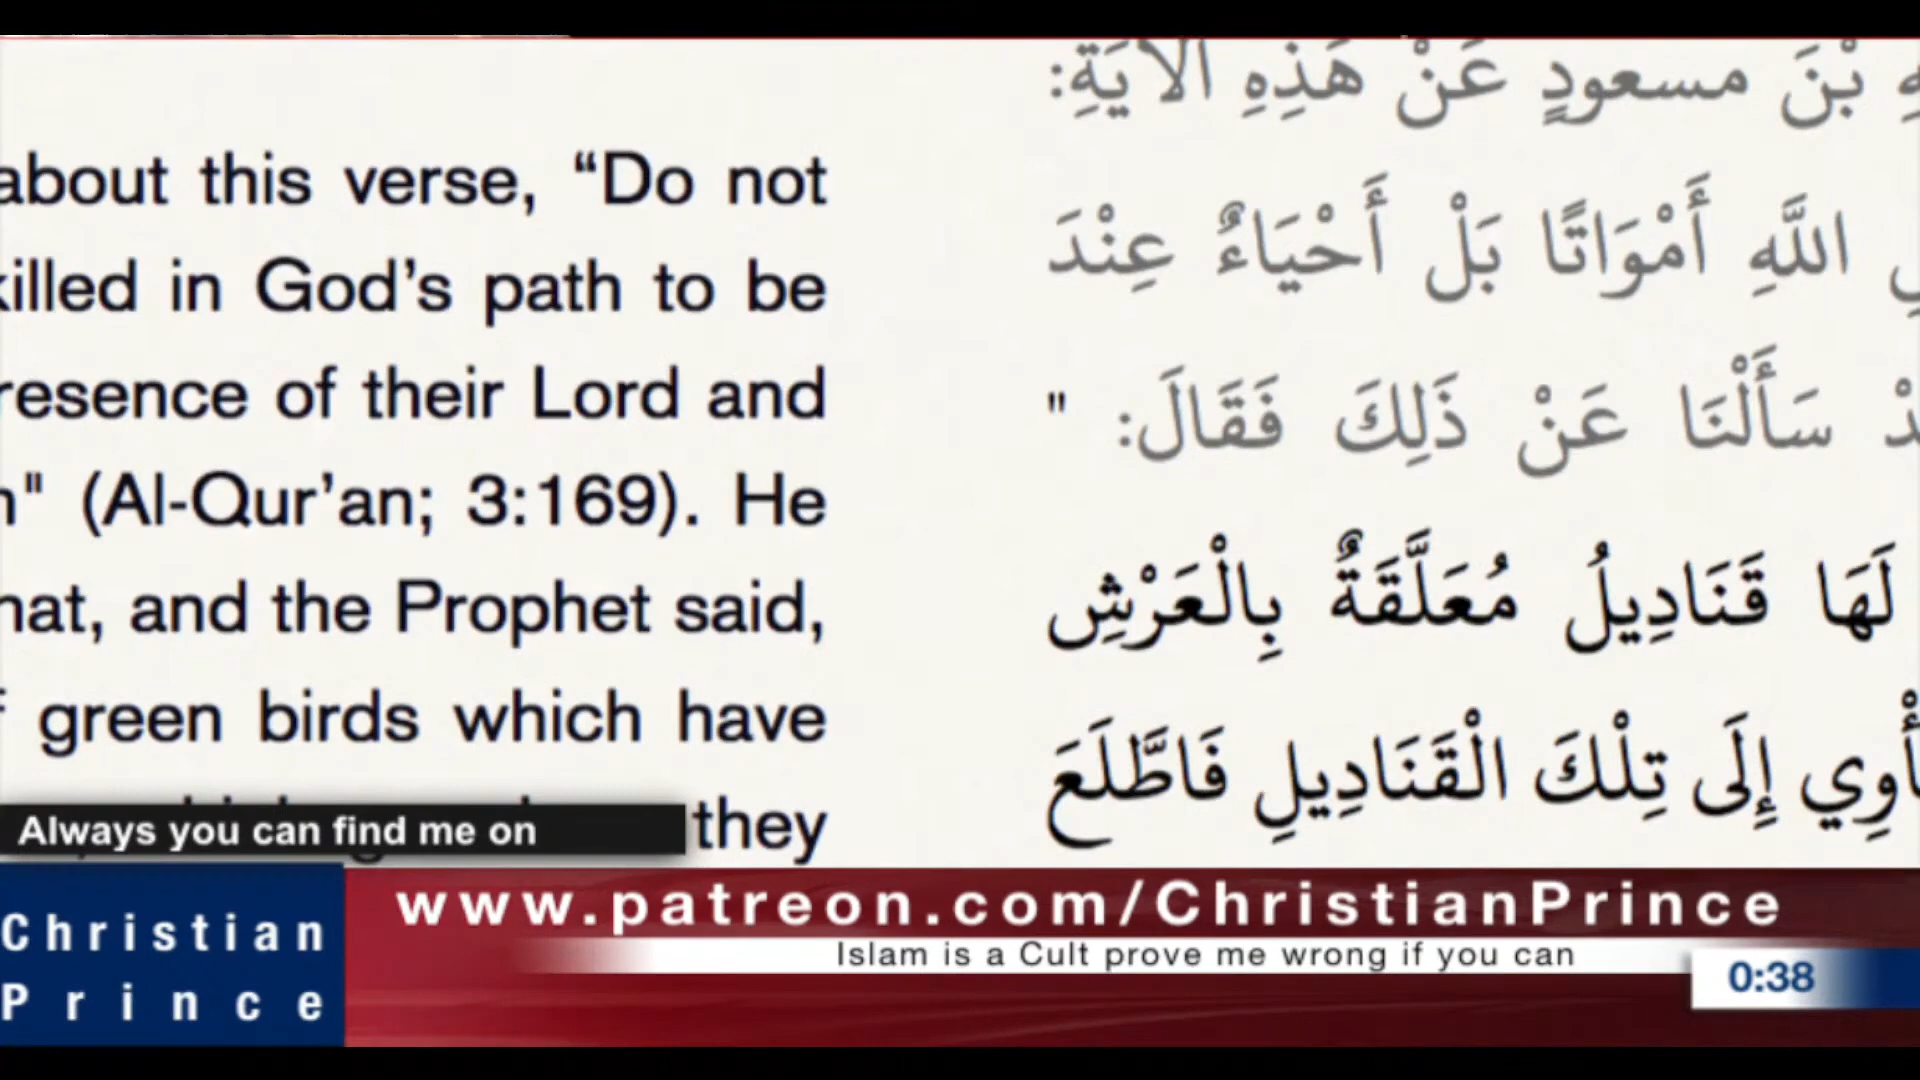 about this verse, “Do not
killed in God’s path to be
resence of their Lord and
" (Al-Qur’an; 3:169). He
and the Prophet said,
green birds which have
they
بْنَ مسعودٍ عَنْ هَذِهِ الْآيَةِ:
اللَّهِ أَمْوَاتًا بَلْ أَحْيَاءٌ عِنْدَ
سَأَلْنَا عَنْ ذَلِكَ فَقَالَ: "
لَهَا قَنَادِيلُ مُعَلَّقَةٌ بِالْعَرْشِ
إِلَى تِلْكَ الْقَنَادِيلِ فَاطَّلَعَ
Always you can find me on
Christian
Prince
www.patreon.com/ChristianPrince
Islam is a Cult prove me wrong if you can
0:38